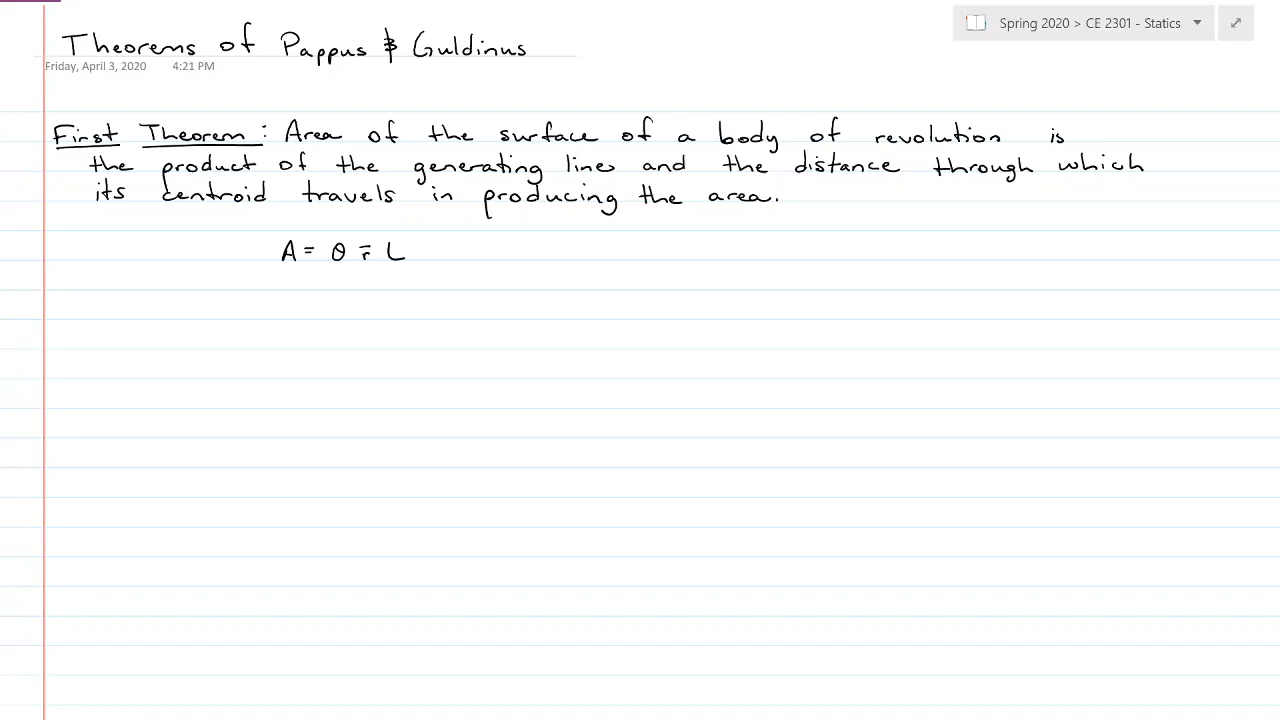 Spring 2020 > CE 2301 - Statics
Theorems of Pappus & Guldinus
Friday, April 3, 2020 4:21 PM
First Theorem: Area of the surface of a body of revolution is
the product of the generating line and the distance through which
its centroid travels in producing the area.
A = θ r̄ L